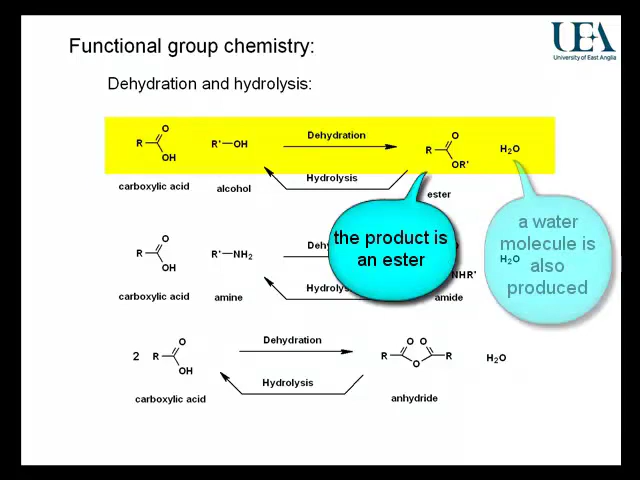 Functional group chemistry:
UEA
University of East Anglia
Dehydration and hydrolysis:
O
R
OH
R'—OH
Dehydration
O
R
OR'
H₂O
Hydrolysis
carboxylic acid
alcohol
ester
the product is
an ester
a water
molecule is
also
produced
O
R
OH
R'—NH₂
NHR'
H₂O
carboxylic acid
amine
amide
2
O
R
OH
Dehydration
O
O
R
O
R
H₂O
Hydrolysis
carboxylic acid
anhydride